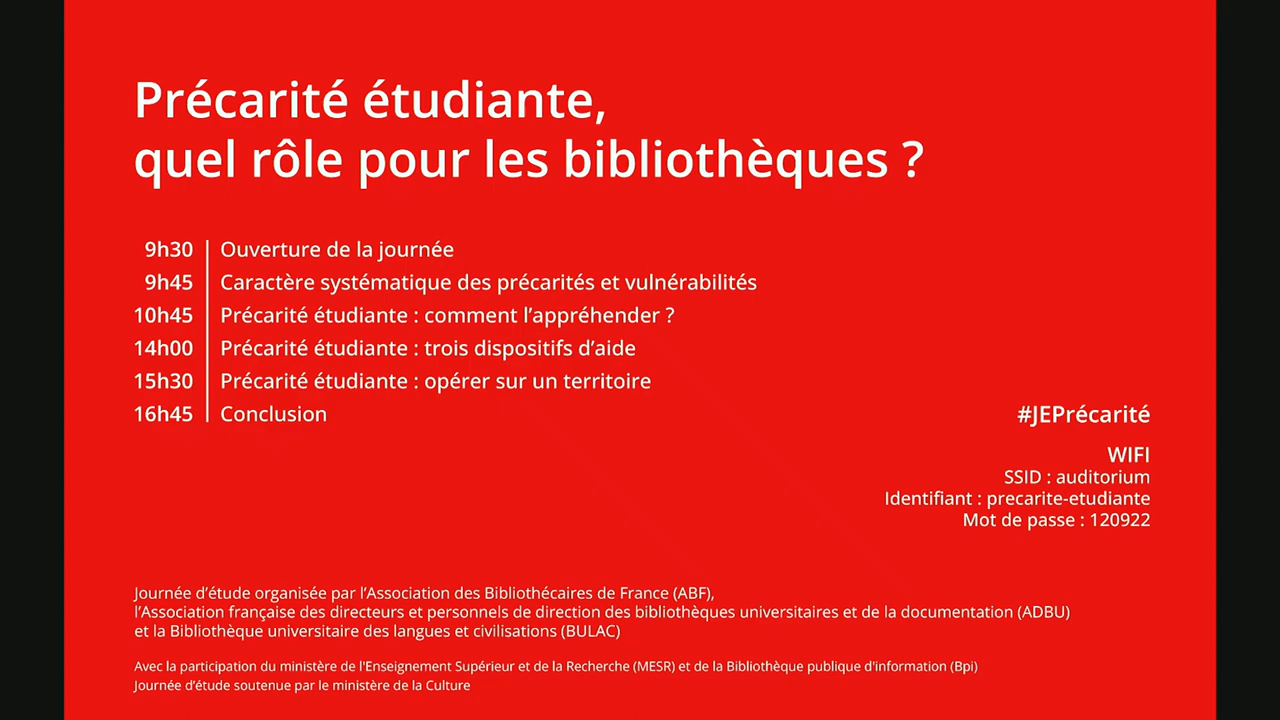 Précarité étudiante,
quel rôle pour les bibliothèques ?
9h30 Ouverture de la journée
9h45 Caractère systématique des précarités et vulnérabilités
10h45 Précarité étudiante : comment l’appréhender ?
14h00 Précarité étudiante : trois dispositifs d’aide
15h30 Précarité étudiante : opérer sur un territoire
16h45 Conclusion
#JEPrécarité
WIFI
SSID : auditorium
Identifiant : precarite-etudiante
Mot de passe : 120922
Journée d’étude organisée par l’Association des Bibliothécaires de France (ABF),
l’Association française des directeurs et personnels de direction des bibliothèques universitaires et de la documentation (ADBU)
et la Bibliothèque universitaire des langues et civilisations (BULAC)
Avec la participation du ministère de l'Enseignement Supérieur et de la Recherche (MESR) et de la Bibliothèque publique d'information (Bpi)
Journée d’étude soutenue par le ministère de la Culture